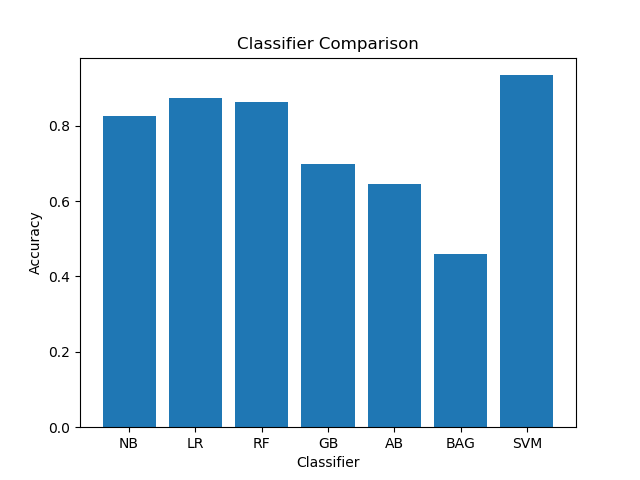 Classifier Comparison
Accuracy
0.8
0.6
0.4
0.2
0.0
NB LR RF GB AB BAG SVM
Classifier